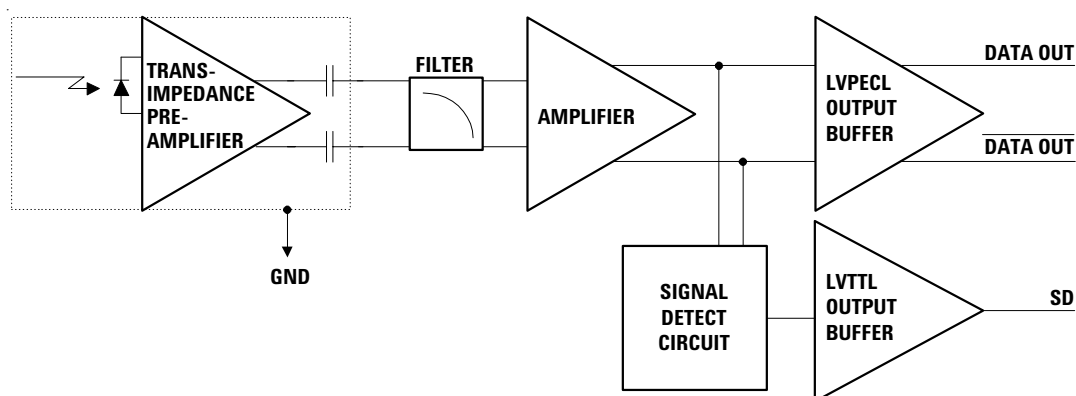 TRANS-
IMPEDANCE
PRE-
AMPLIFIER
GND
FILTER
AMPLIFIER
LVPECL
OUTPUT
BUFFER
DATA OUT
DATA OUT
SIGNAL
DETECT
CIRCUIT
LVTTL
OUTPUT
BUFFER
SD